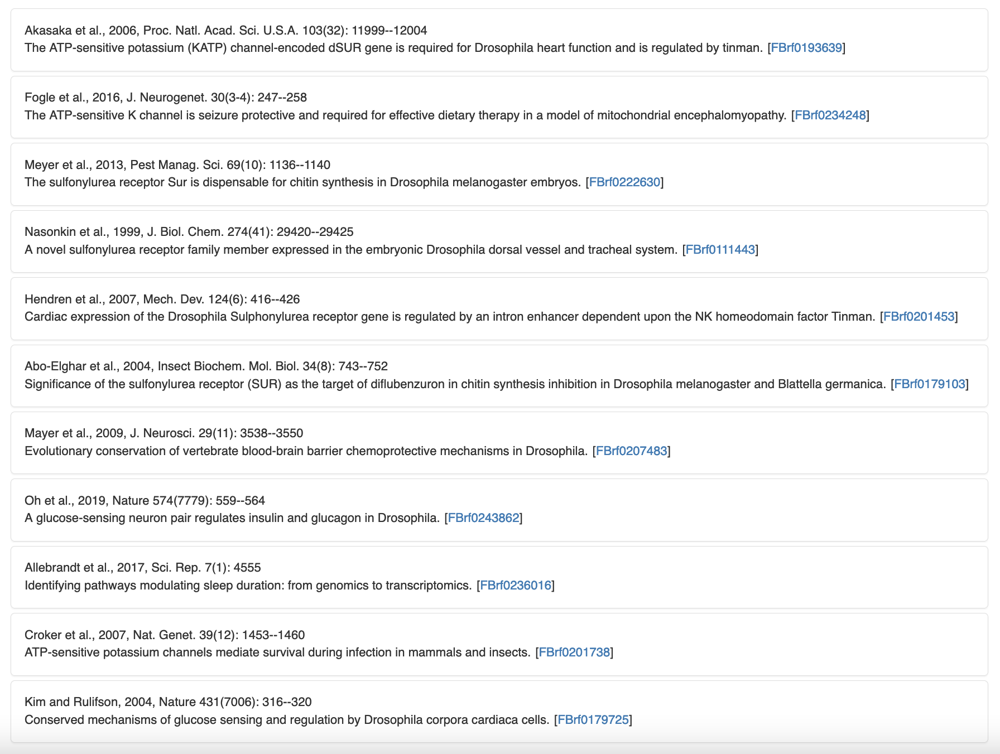 Akasaka et al., 2006, Proc. Natl. Acad. Sci. U.S.A. 103(32): 11999--12004
The ATP-sensitive potassium (KATP) channel-encoded dSUR gene is required for Drosophila heart function and is regulated by tinman. [FBrf0193639]
Fogle et al., 2016, J. Neurogenet. 30(3-4): 247--258
The ATP-sensitive K channel is seizure protective and required for effective dietary therapy in a model of mitochondrial encephalomyopathy. [FBrf0234248]
Meyer et al., 2013, Pest Manag. Sci. 69(10): 1136--1140
The sulfonylurea receptor Sur is dispensable for chitin synthesis in Drosophila melanogaster embryos. [FBrf0222630]
Nasonkin et al., 1999, J. Biol. Chem. 274(41): 29420--29425
A novel sulfonylurea receptor family member expressed in the embryonic Drosophila dorsal vessel and tracheal system. [FBrf0111443]
Hendren et al., 2007, Mech. Dev. 124(6): 416--426
Cardiac expression of the Drosophila Sulphonylurea receptor gene is regulated by an intron enhancer dependent upon the NK homeodomain factor Tinman. [FBrf0201453]
Abo-Elghar et al., 2004, Insect Biochem. Mol. Biol. 34(8): 743--752
Significance of the sulfonylurea receptor (SUR) as the target of diflubenzuron in chitin synthesis inhibition in Drosophila melanogaster and Blattella germanica. [FBrf0179103]
Mayer et al., 2009, J. Neurosci. 29(11): 3538--3550
Evolutionary conservation of vertebrate blood-brain barrier chemoprotective mechanisms in Drosophila. [FBrf0207483]
Oh et al., 2019, Nature 574(7779): 559--564
A glucose-sensing neuron pair regulates insulin and glucagon in Drosophila. [FBrf0243862]
Allebrandt et al., 2017, Sci. Rep. 7(1): 4555
Identifying pathways modulating sleep duration: from genomics to transcriptomics. [FBrf0236016]
Croker et al., 2007, Nat. Genet. 39(12): 1453--1460
ATP-sensitive potassium channels mediate survival during infection in mammals and insects. [FBrf0201738]
Kim and Rulifson, 2004, Nature 431(7006): 316--320
Conserved mechanisms of glucose sensing and regulation by Drosophila corpora cardiaca cells. [FBrf0179725]